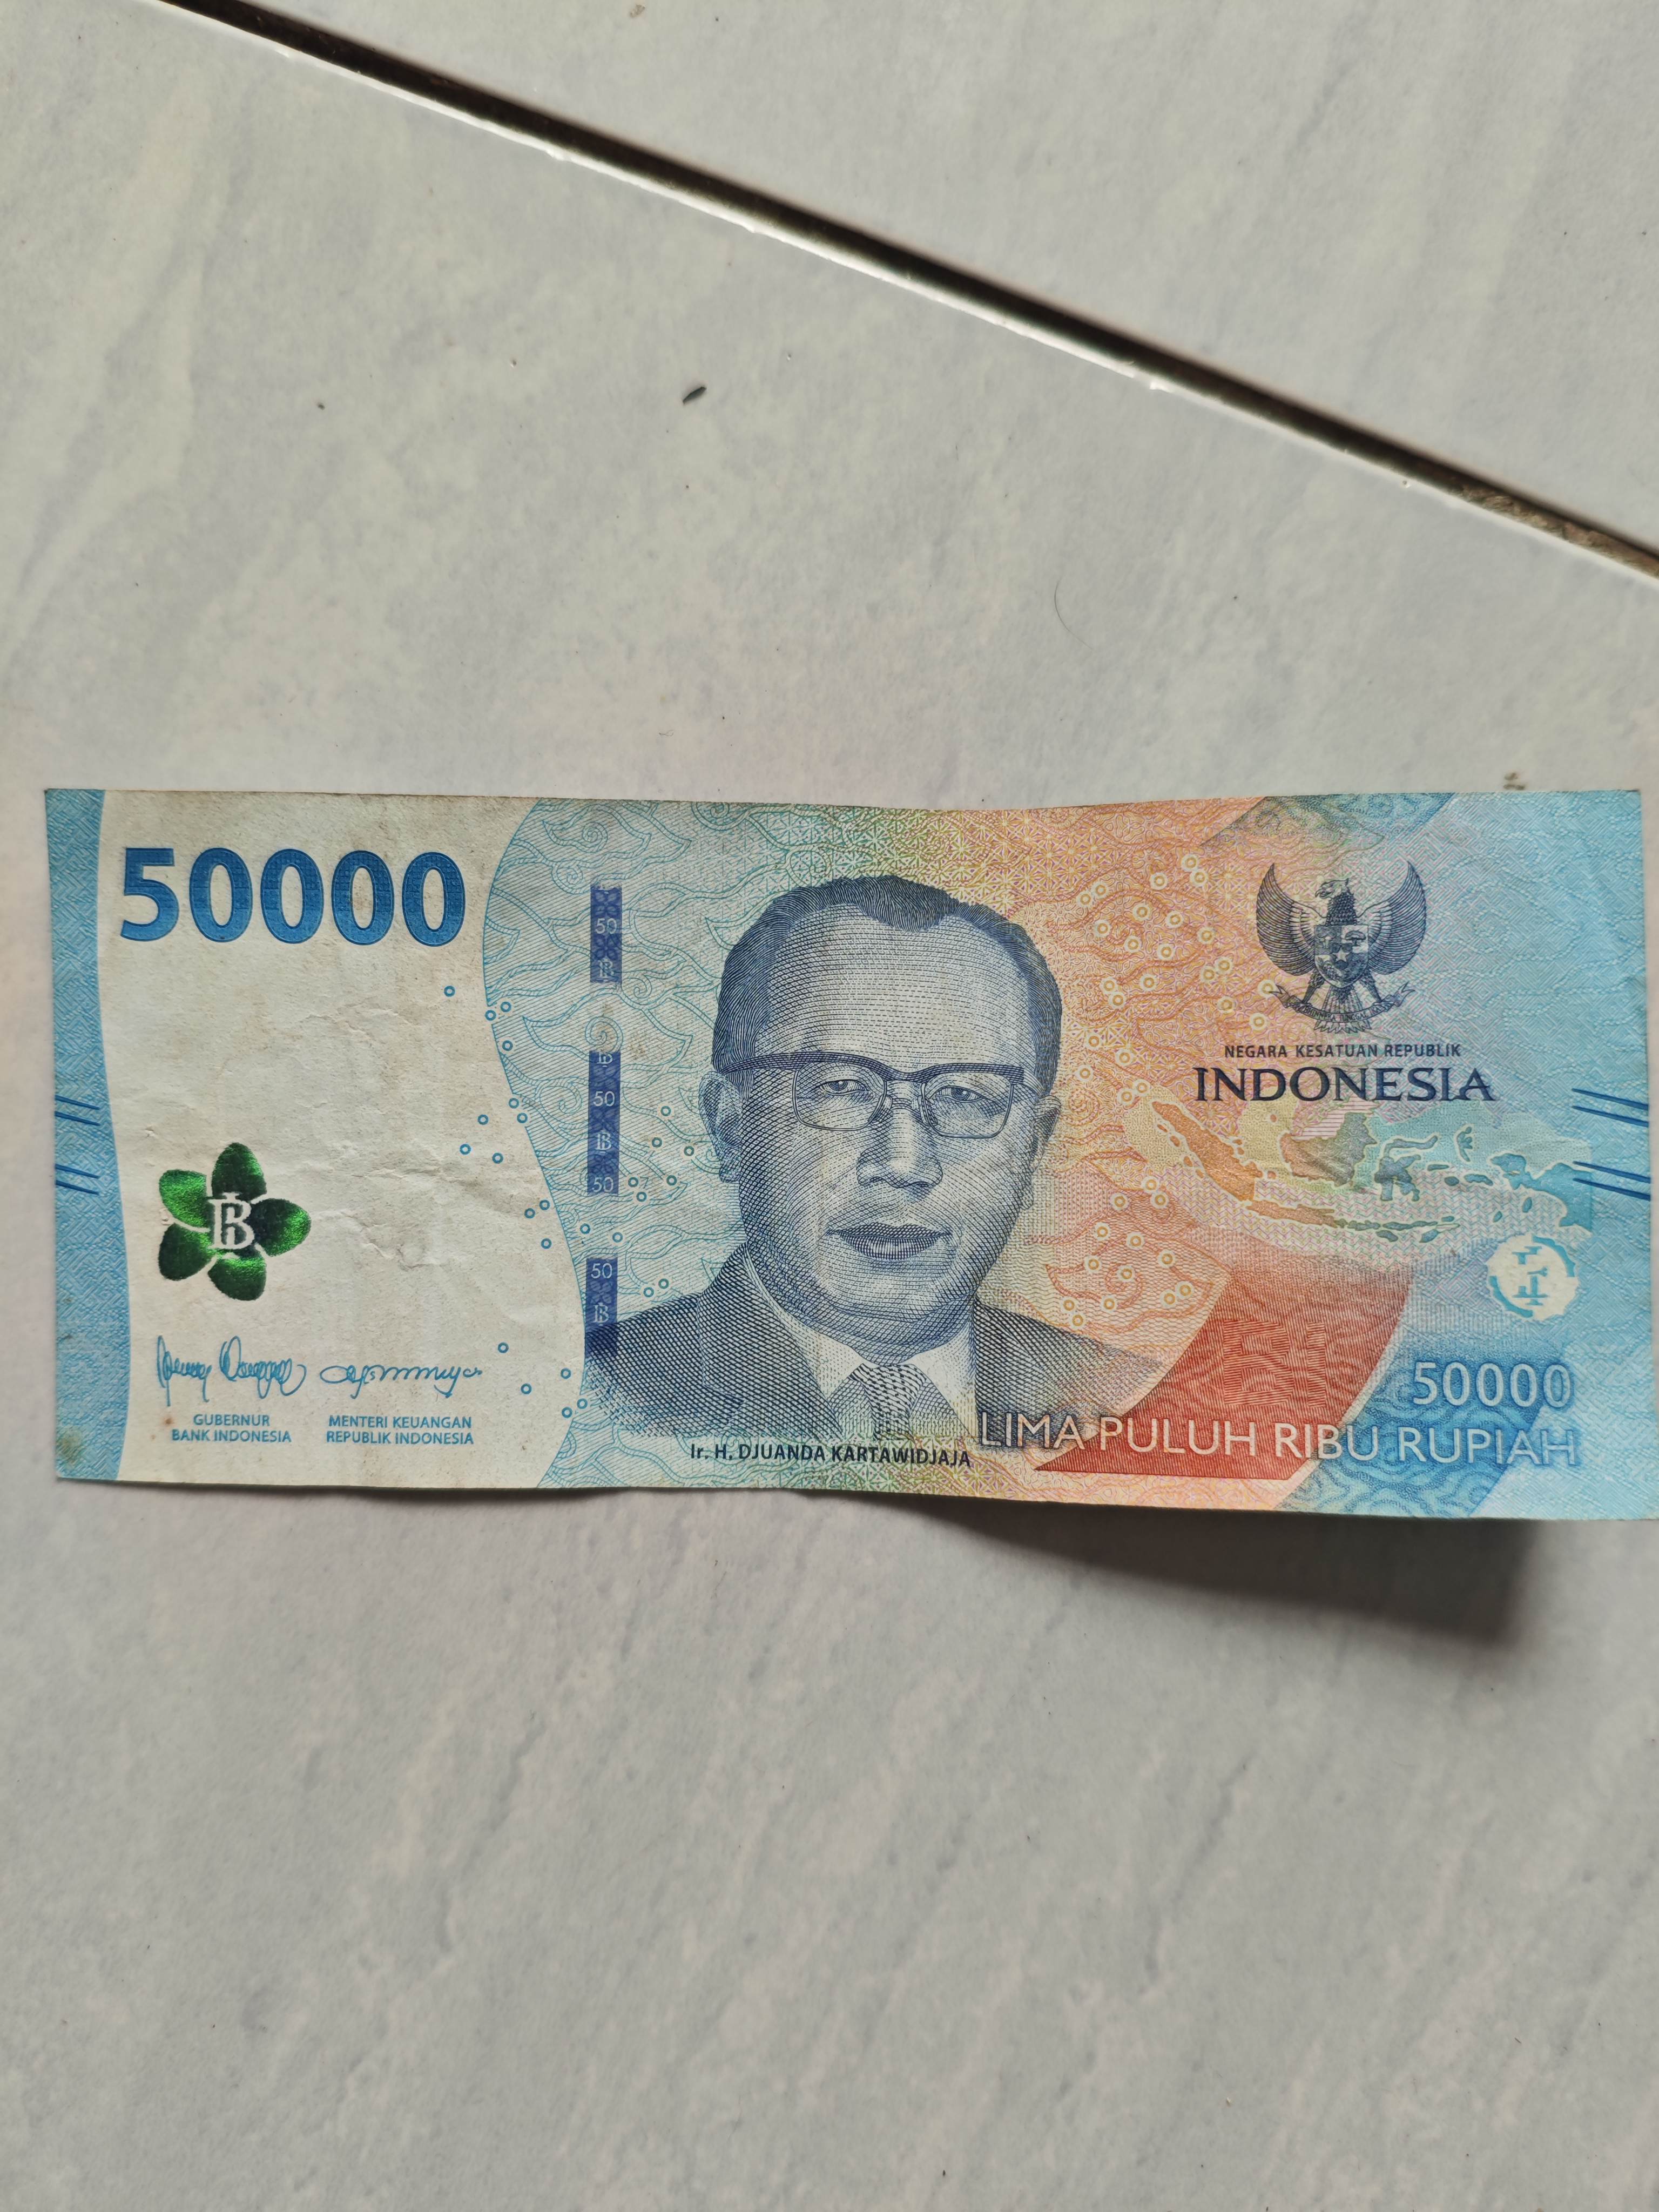 50000
50
B
B
50
B
50
50
B
B
NEGARA KESATUAN REPUBLIK
INDONESIA
GUBERNUR
BANK INDONESIA
MENTERI KEUANGAN
REPUBLIK INDONESIA
Ir. H. DJUANDA KARTAWIDJAJA
50000
LIMA PULUH RIBU RUPIAH